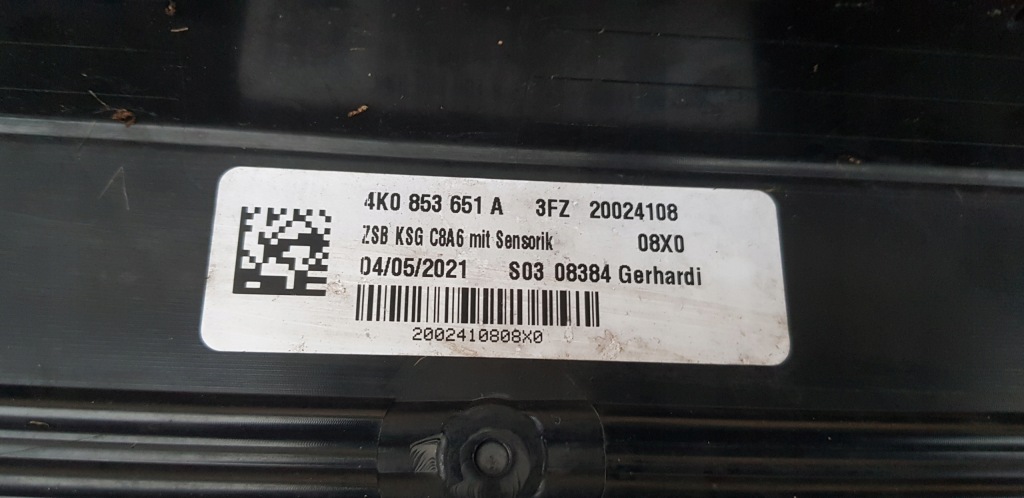 4K0 853 651 A 3FZ 20024108
ZSB KSG C8A6 mit Sensorik 08X0
04/05/2021 S03 08384 Gerhardi
2002410808X0